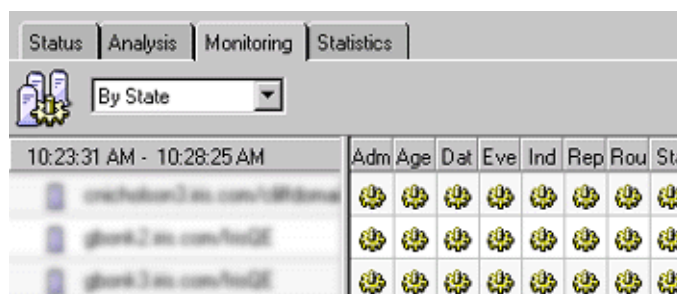 Status Analysis Monitoring Statistics
By State
10:23:31 AM - 10:28:25 AM Adm Age Dat Eve Ind Rep Rou Sta